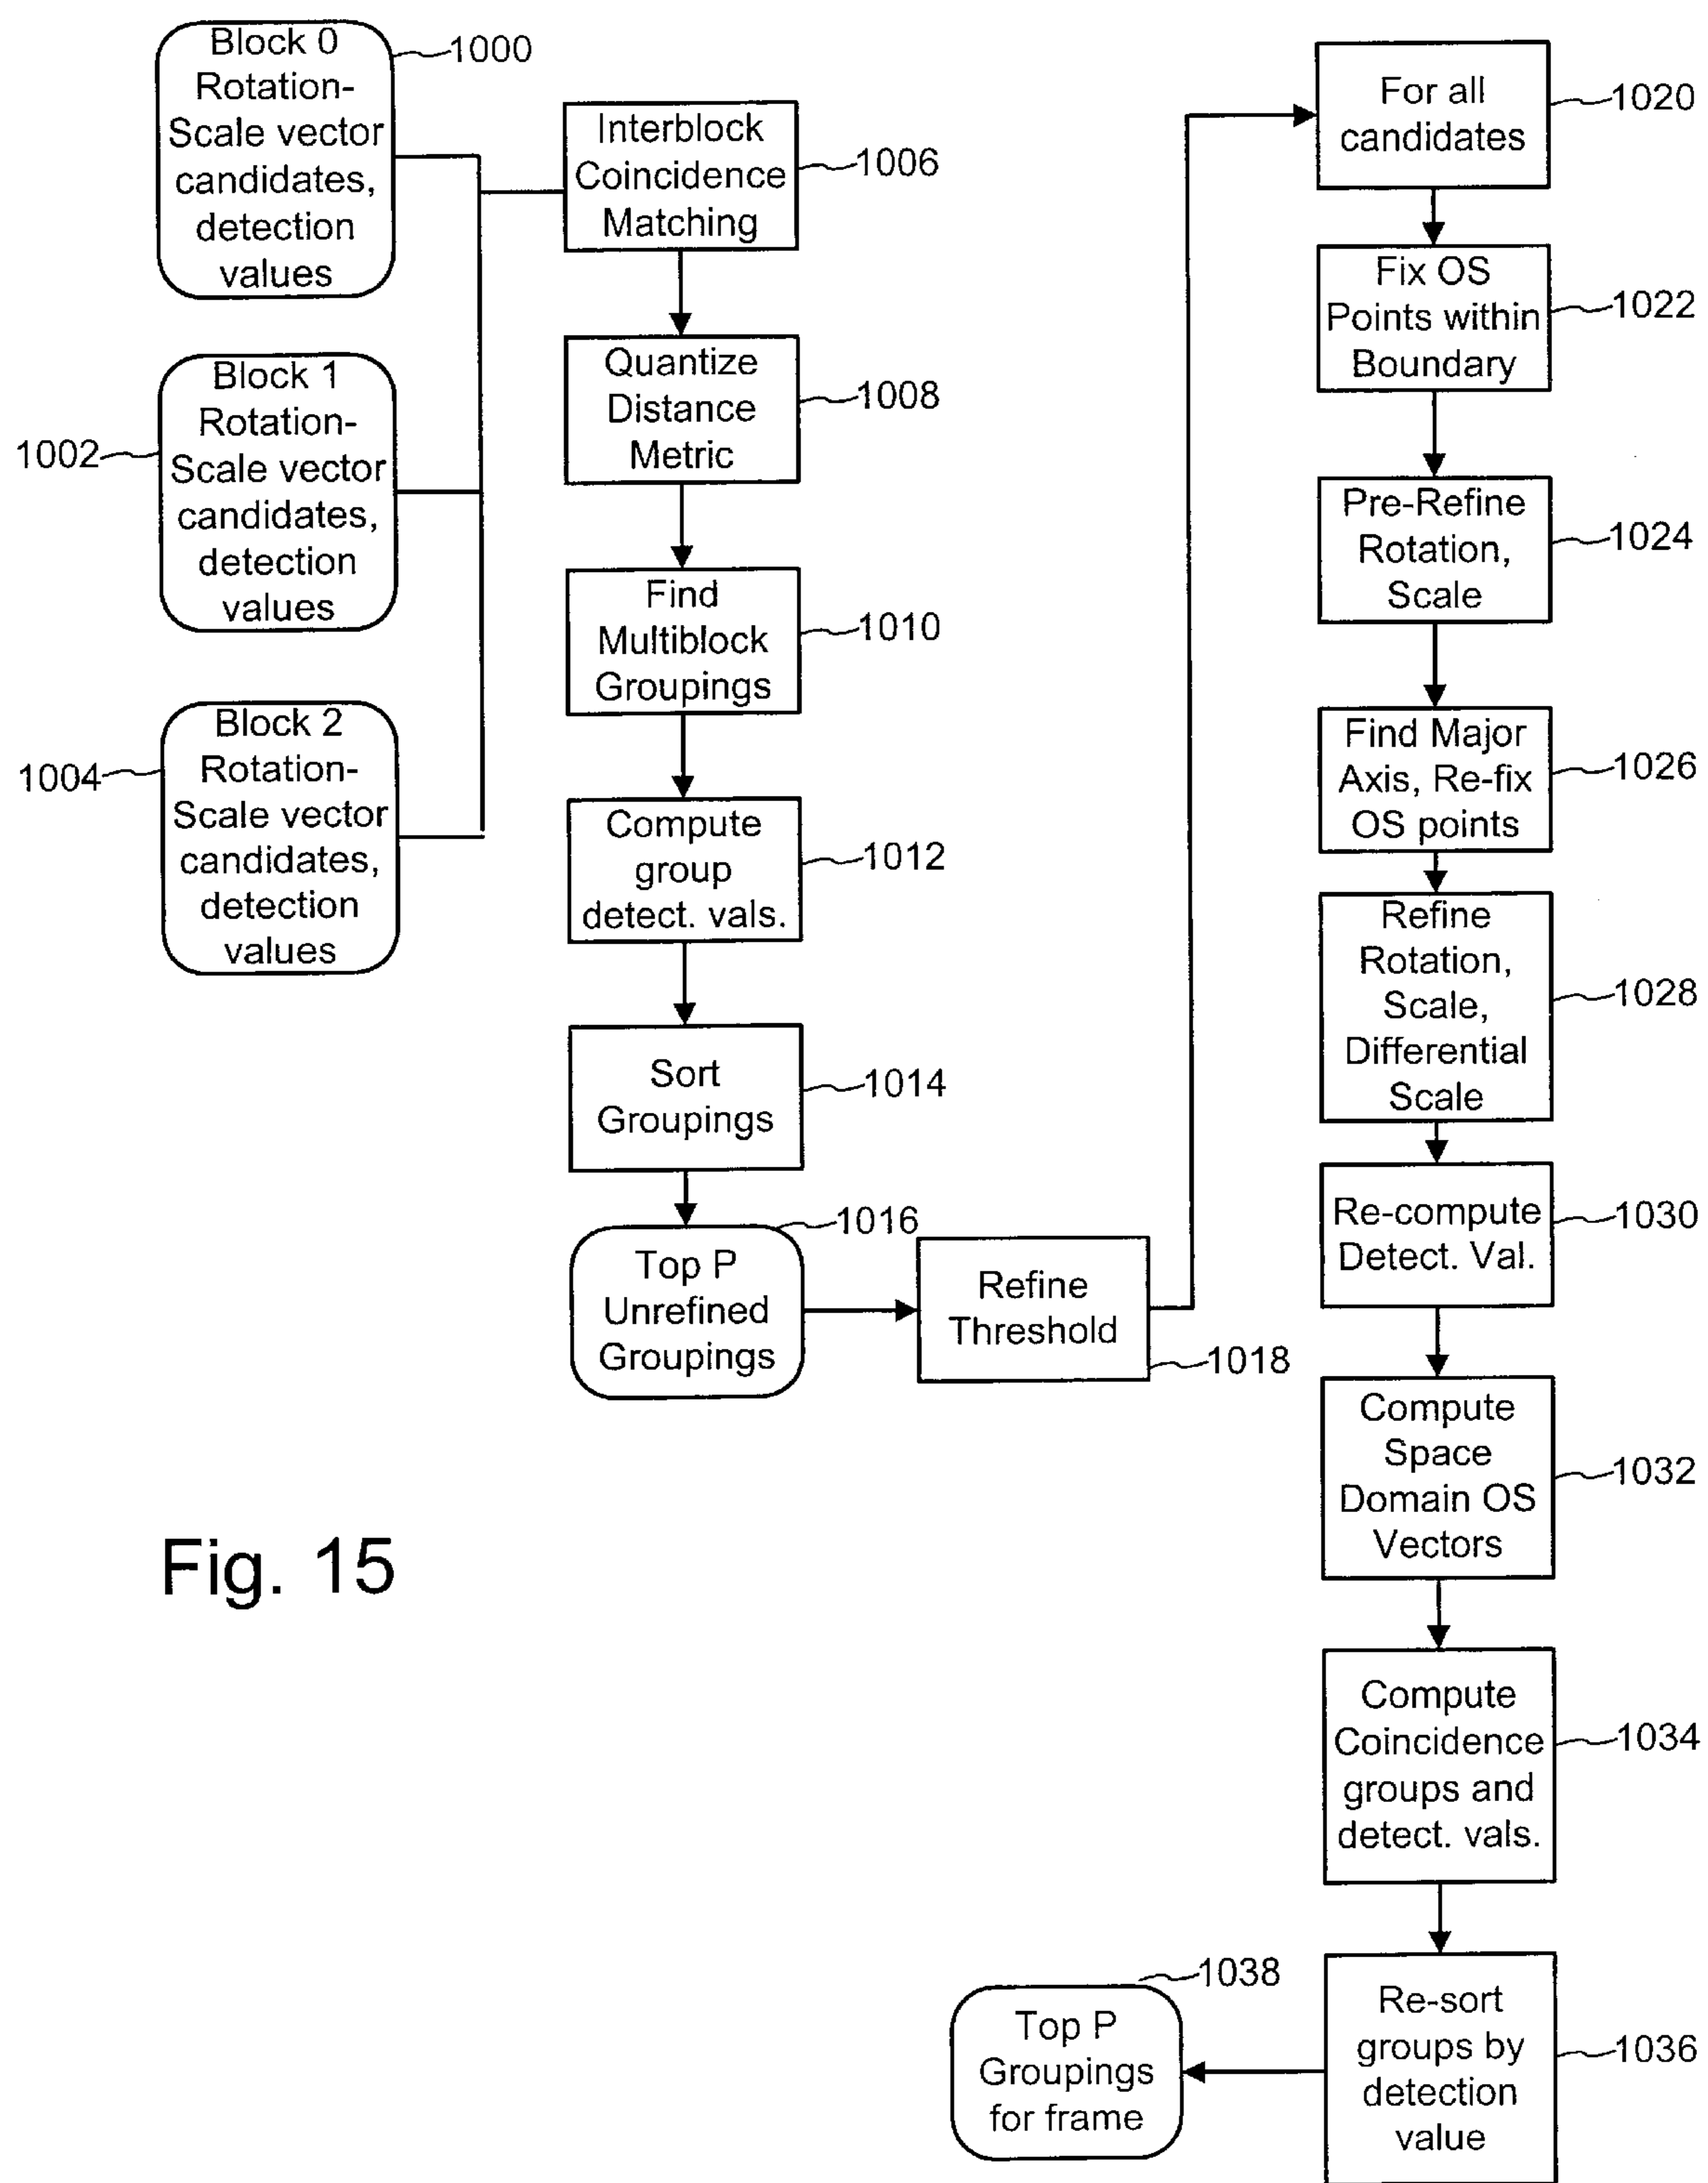 Block 0
Rotation-
Scale vector
candidates,
detection
values
1000
Block 1
Rotation-
Scale vector
candidates,
detection
values
1002
Block 2
Rotation-
Scale vector
candidates,
detection
values
1004
Interblock
Coincidence
Matching
1006
Quantize
Distance
Metric
1008
Find
Multiblock
Groupings
1010
Compute
group
detect. vals.
1012
Sort
Groupings
1014
Top P
Unrefined
Groupings
1016
Refine
Threshold
1018
For all
candidates
1020
Fix OS
Points within
Boundary
1022
Pre-Refine
Rotation,
Scale
1024
Find Major
Axis, Re-fix
OS points
1026
Refine
Rotation,
Scale,
Differential
Scale
1028
Re-compute
Detect. Val.
1030
Compute
Space
Domain OS
Vectors
1032
Compute
Coincidence
groups and
detect. vals.
1034
Re-sort
groups by
detection
value
1036
Top P
Groupings
for frame
1038
Fig. 15